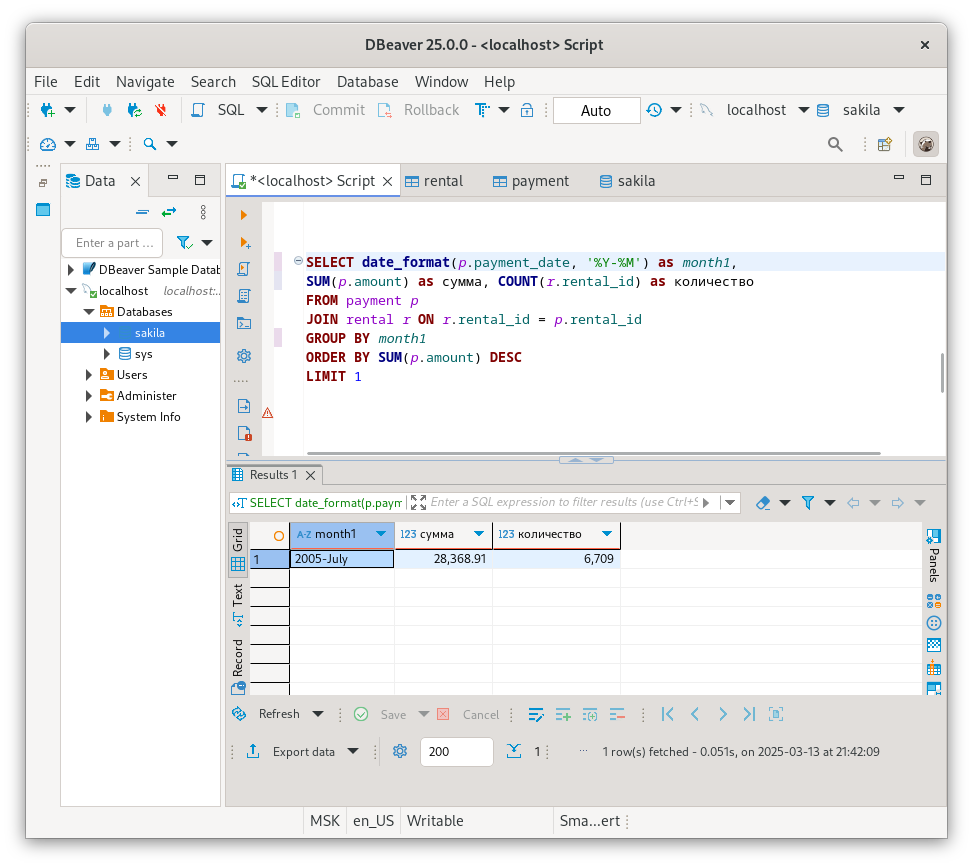 DBeaver 25.0.0 - <localhost> Script
File Edit Navigate Search SQL Editor Database Window Help
SQL Commit Rollback Auto localhost sakila
Data
Enter a part ...
DBeaver Sample Datab
localhost localhost:..
Databases
sakila
sys
Users
Administer
System Info
*<localhost> Script rental payment sakila
SELECT date_format(p.payment_date, '%Y-%M') as month1,
SUM(p.amount) as сумма, COUNT(r.rental_id) as количество
FROM payment p
JOIN rental r ON r.rental_id = p.rental_id
GROUP BY month1
ORDER BY SUM(p.amount) DESC
LIMIT 1
Results 1
SELECT date_format(p.paym Enter a SQL expression to filter results (use Ctrl+S
Grid
Text
Record
A-Z month1 123 сумма 123 количество
1 2005-July 28,368.91 6,709
Panels
Refresh Save Cancel
Export data 200 1 ... 1 row(s) fetched - 0.051s, on 2025-03-13 at 21:42:09
MSK en_US Writable Sma...ert